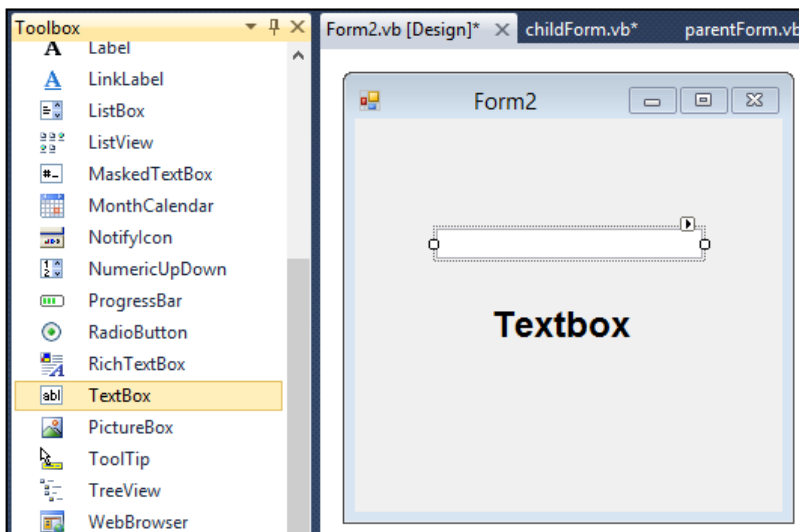 Toolbox
Label
LinkLabel
ListBox
ListView
MaskedTextBox
MonthCalendar
NotifyIcon
NumericUpDown
ProgressBar
RadioButton
RichTextBox
abl TextBox
PictureBox
ToolTip
TreeView
WebBrowser
Form2.vb [Design]* childForm.vb* parentForm.vb
Form2
Textbox